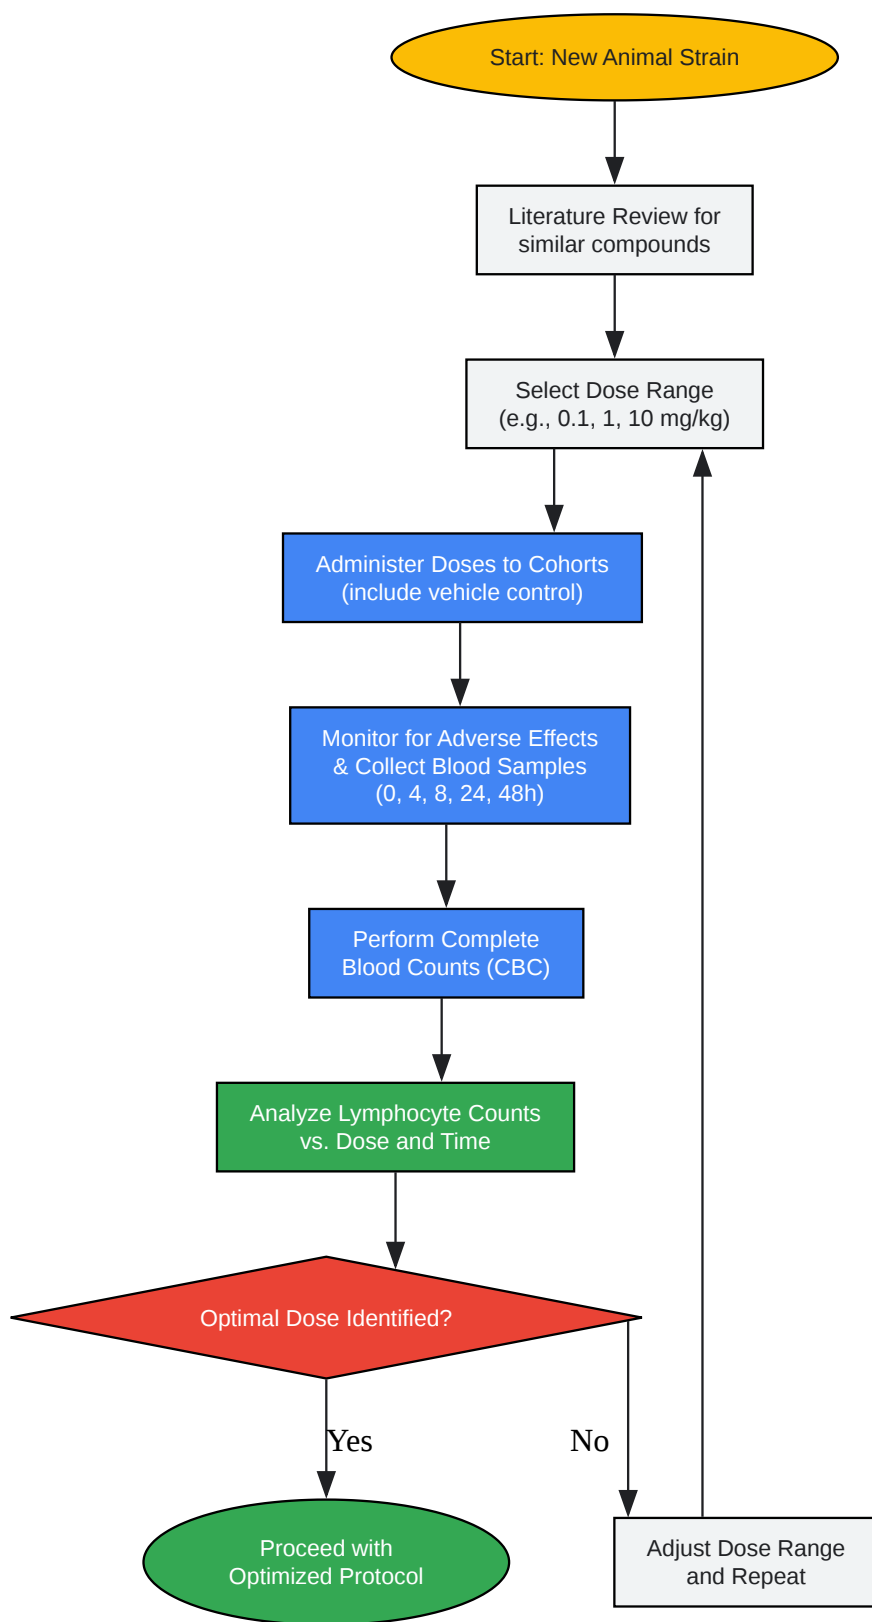 Start: New Animal Strain
Literature Review for
similar compounds
Select Dose Range
(e.g., 0.1, 1, 10 mg/kg)
Administer Doses to Cohorts
(include vehicle control)
Monitor for Adverse Effects
& Collect Blood Samples
(0, 4, 8, 24, 48h)
Perform Complete
Blood Counts (CBC)
Analyze Lymphocyte Counts
vs. Dose and Time
Optimal Dose Identified?
Yes
No
Proceed with
Optimized Protocol
Adjust Dose Range
and Repeat